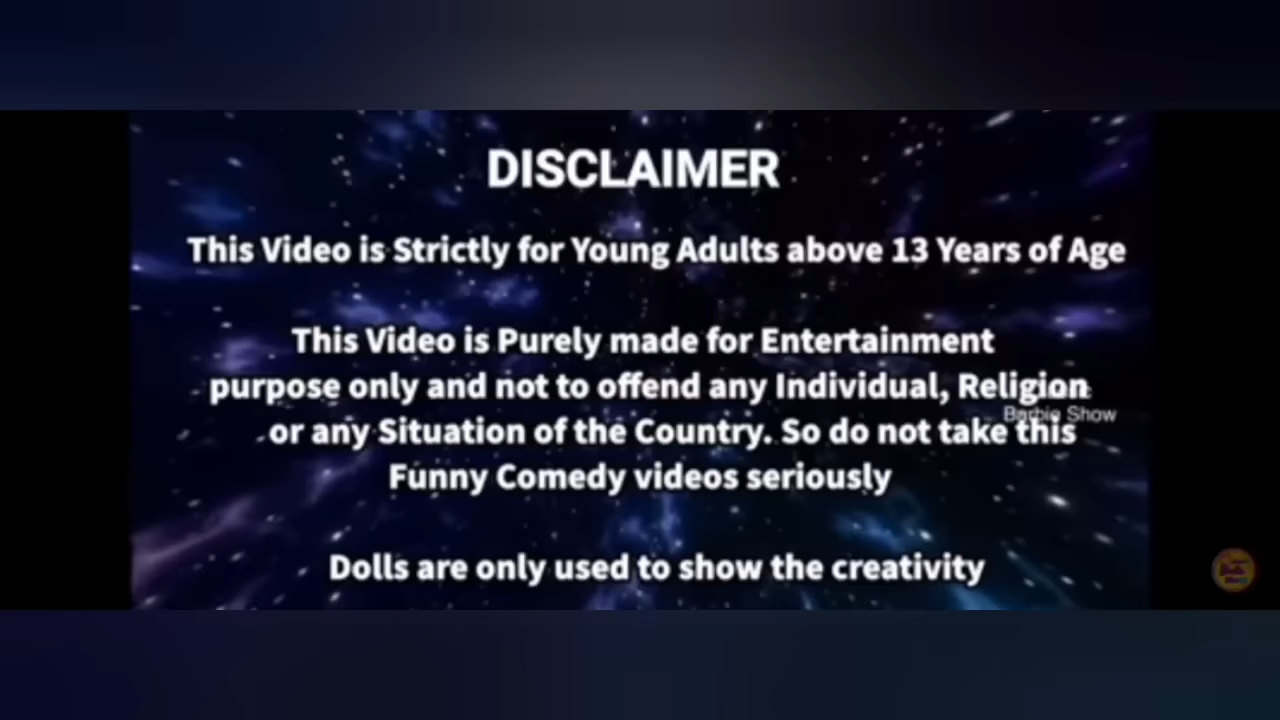 DISCLAIMER
This Video is Strictly for Young Adults above 13 Years of Age
This Video is Purely made for Entertainment
purpose only and not to offend any Individual, Religion
Barbie Show
or any Situation of the Country. So do not take this
Funny Comedy videos seriously
Dolls are only used to show the creativity